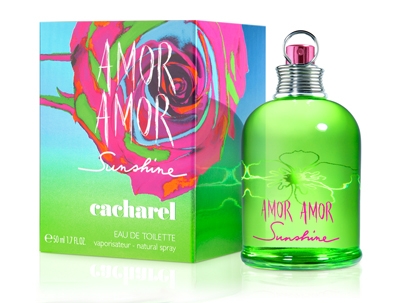 AMOR
AMOR
Sunshine
cacharel
EAU DE TOILETTE
vaporisateur - natural spray
℮50 ml 1.7 FL.OZ.
AMOR AMOR
Sunshine